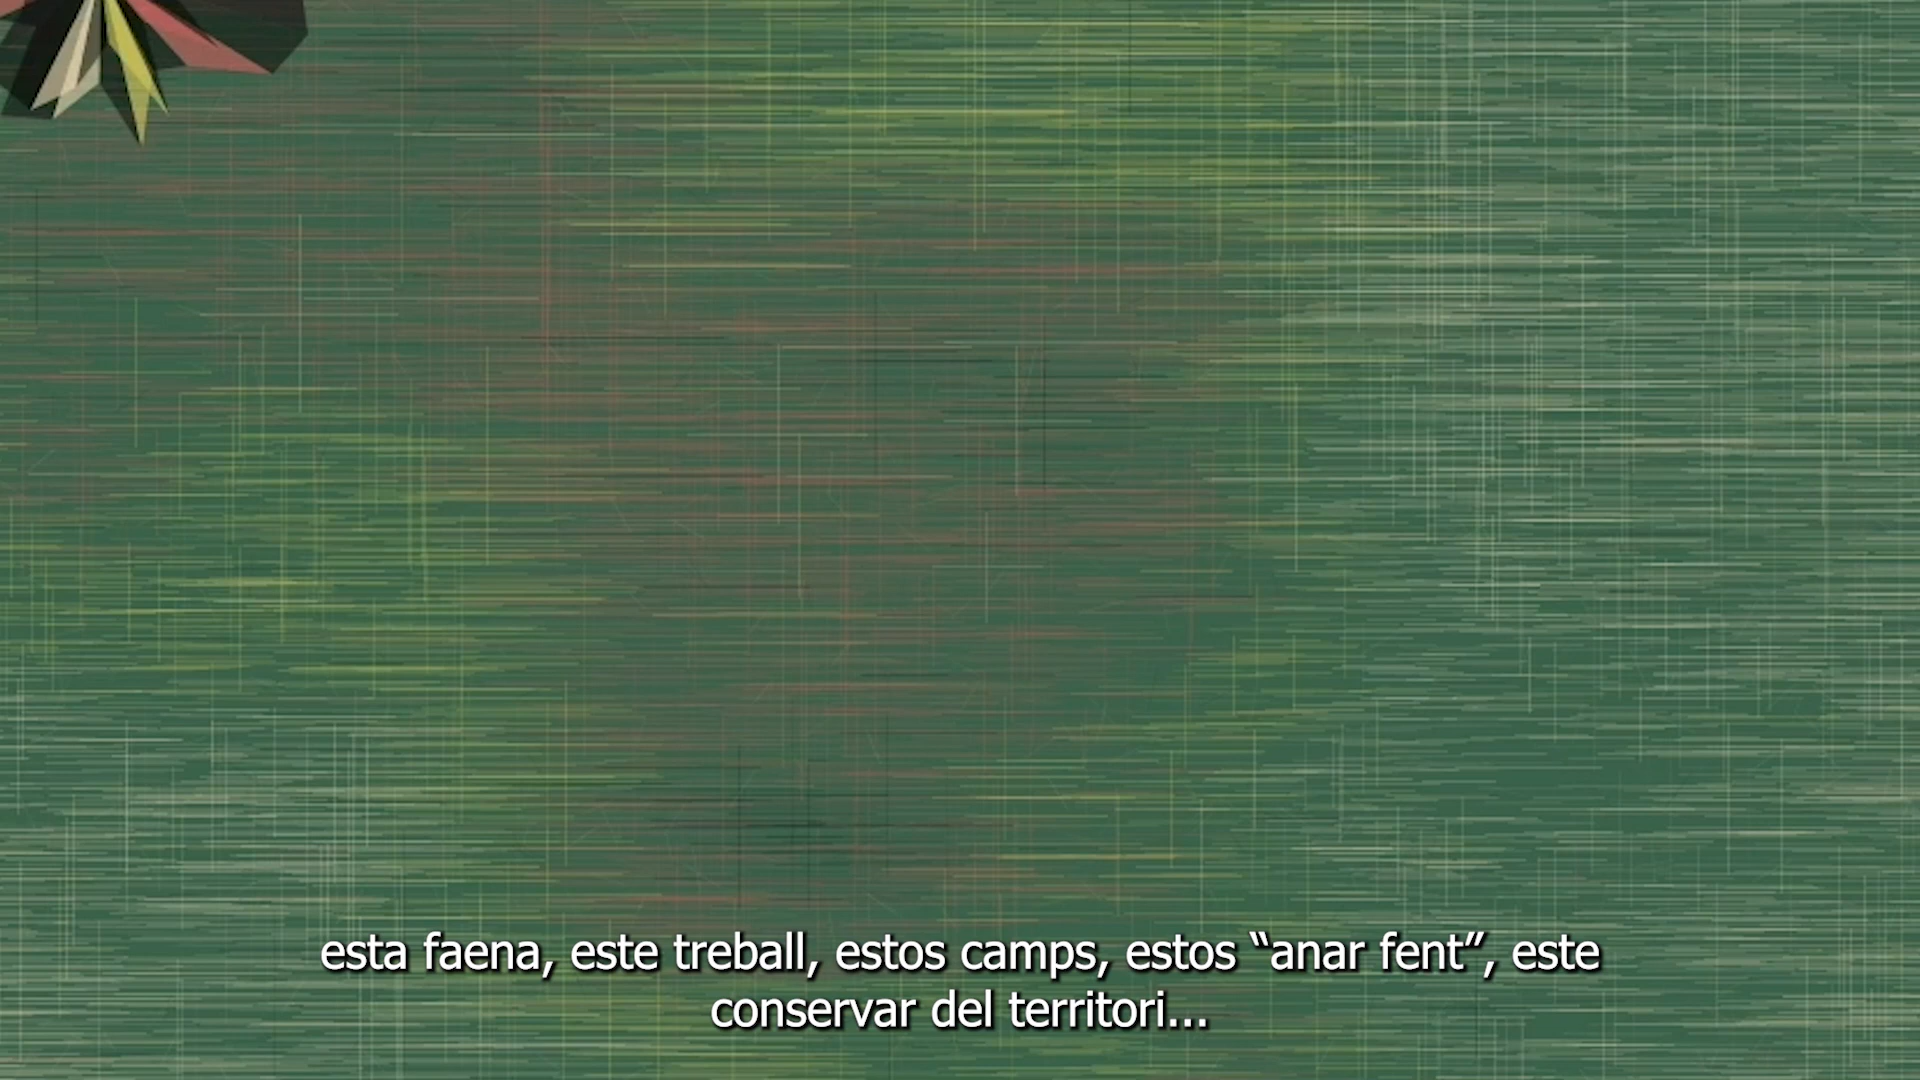 esta faena, este treball, estos camps, estos “anar fent”, este
conservar del territori...